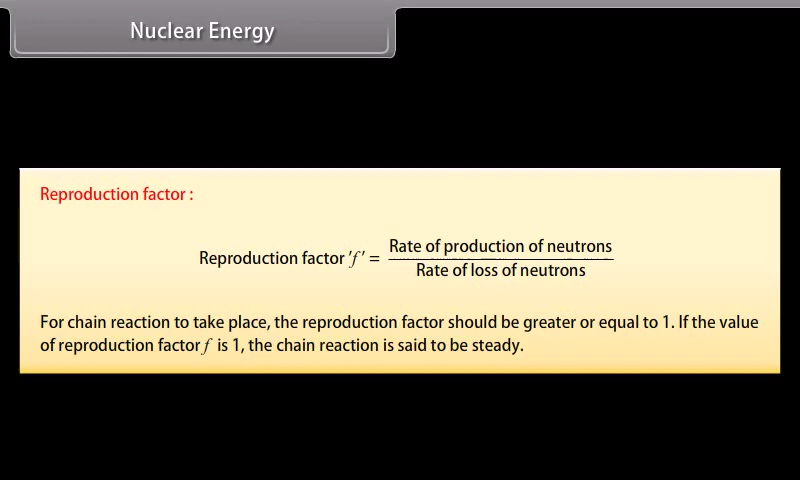 Nuclear Energy
Reproduction factor :
Reproduction factor 'f' = Rate of production of neutrons
Rate of loss of neutrons
For chain reaction to take place, the reproduction factor should be greater or equal to 1. If the value
of reproduction factor f is 1, the chain reaction is said to be steady.